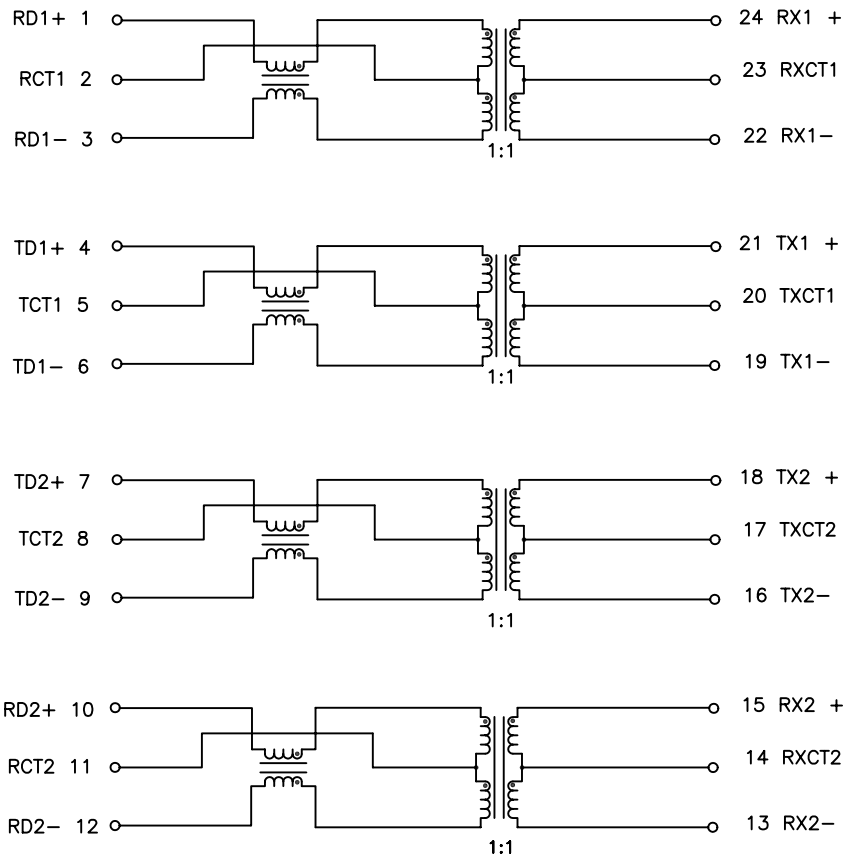 RD1+ 1 24 RX1 +
RCT1 2 23 RXCT1
RD1- 3 22 RX1-
1:1
TD1+ 4 21 TX1 +
TCT1 5 20 TXCT1
TD1- 6 19 TX1-
1:1
TD2+ 7 18 TX2 +
TCT2 8 17 TXCT2
TD2- 9 16 TX2-
1:1
RD2+ 10 15 RX2 +
RCT2 11 14 RXCT2
RD2- 12 13 RX2-
1:1